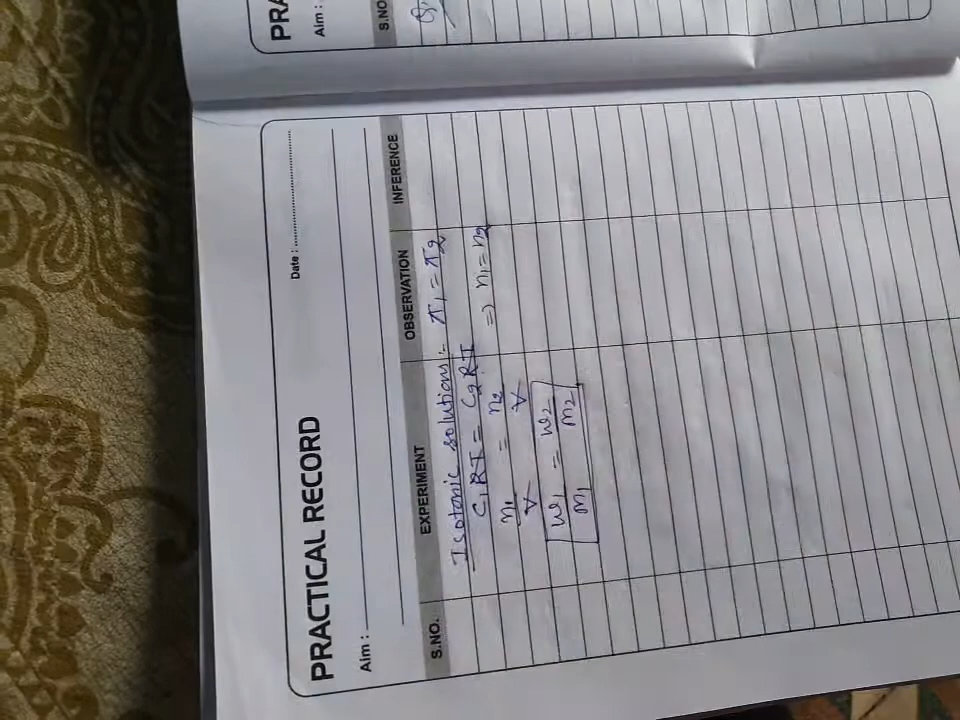 PRA
Aim :
S.NO
PRACTICAL RECORD
Date : ........................
Aim :
S.NO. EXPERIMENT OBSERVATION INFERENCE
Isotonic solutions:- π₁ = π₂
C₁RT = C₂RT
n₁/V = n₂/V ⇒ n₁ = n₂
w₁/m₁ = w₂/m₂